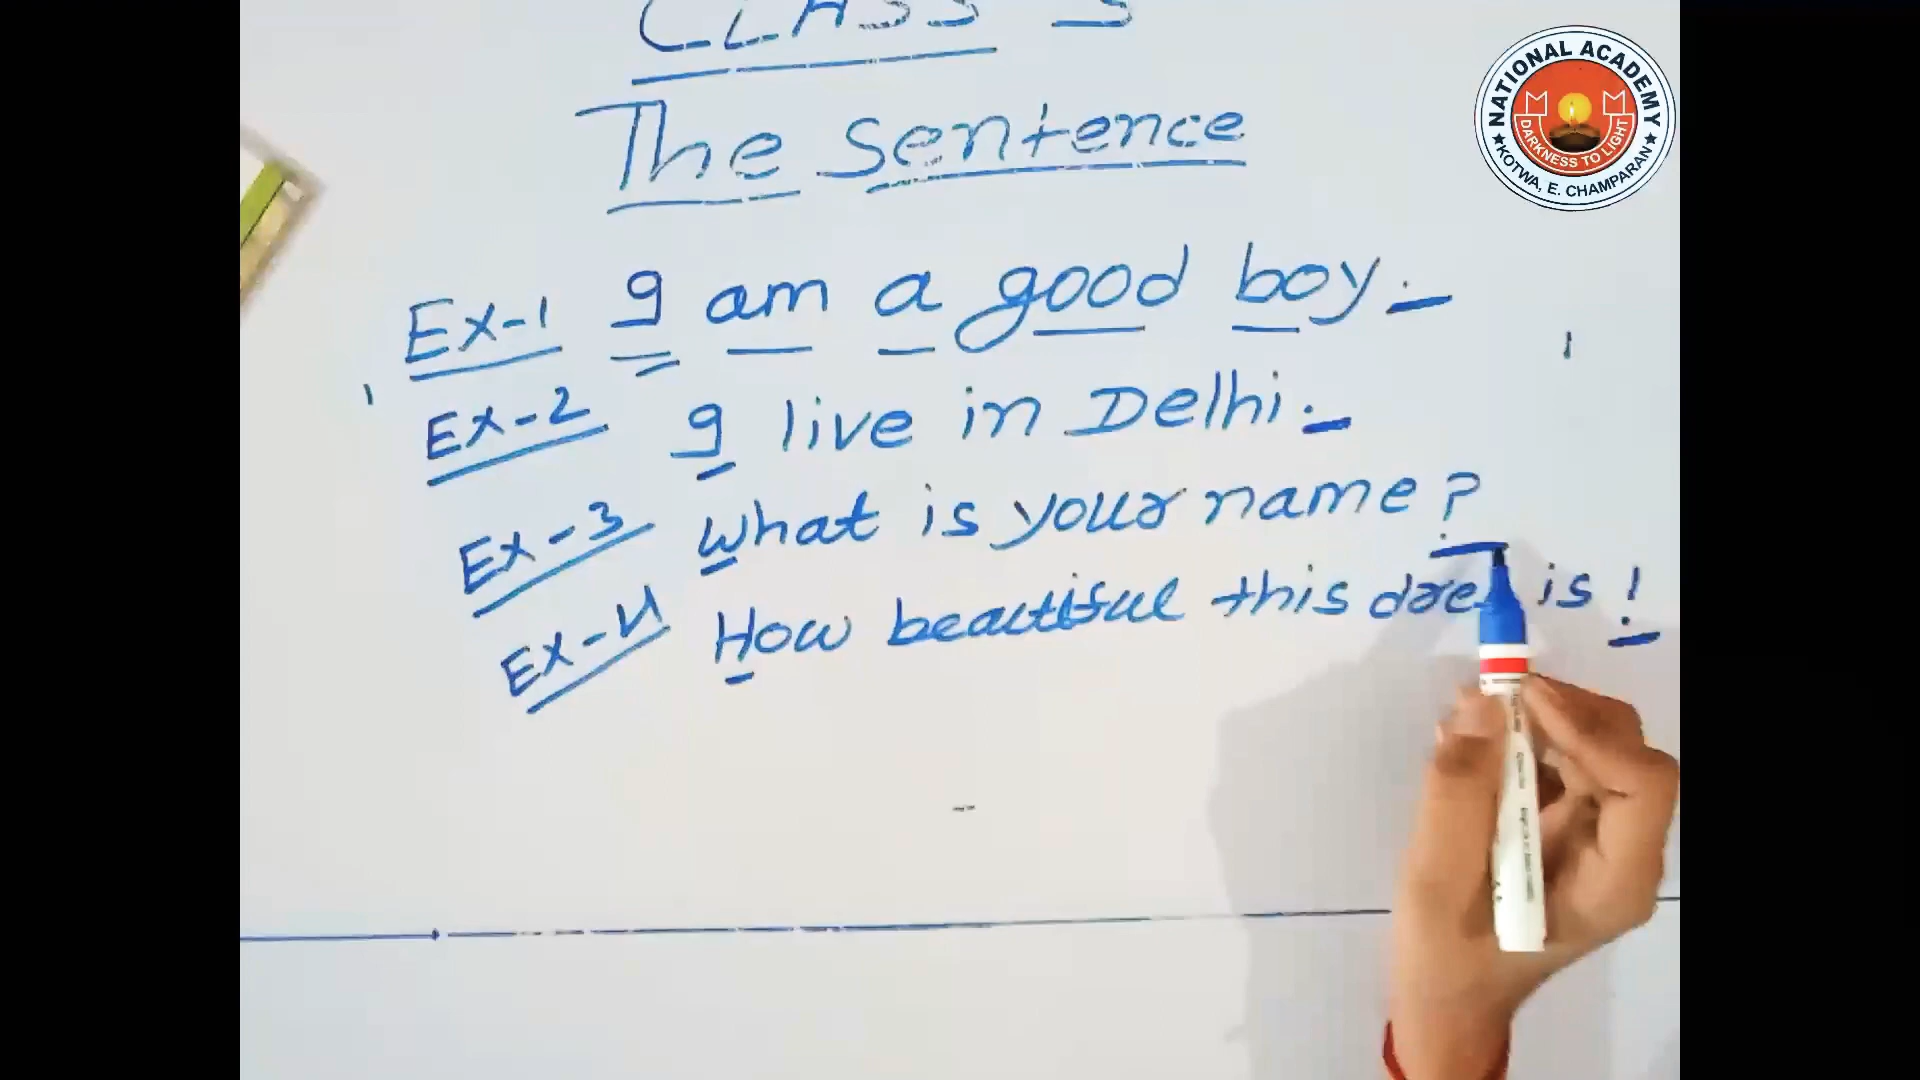 CLASS
The Sentence
Ex-1 I am a good boy.
Ex-2 I live in Delhi.
Ex-3 What is your name?
Ex-4 How beautiful this is!
NATIONAL ACADEMY
DARKNESS TO LIGHT
KOTWA, E. CHAMPARAN